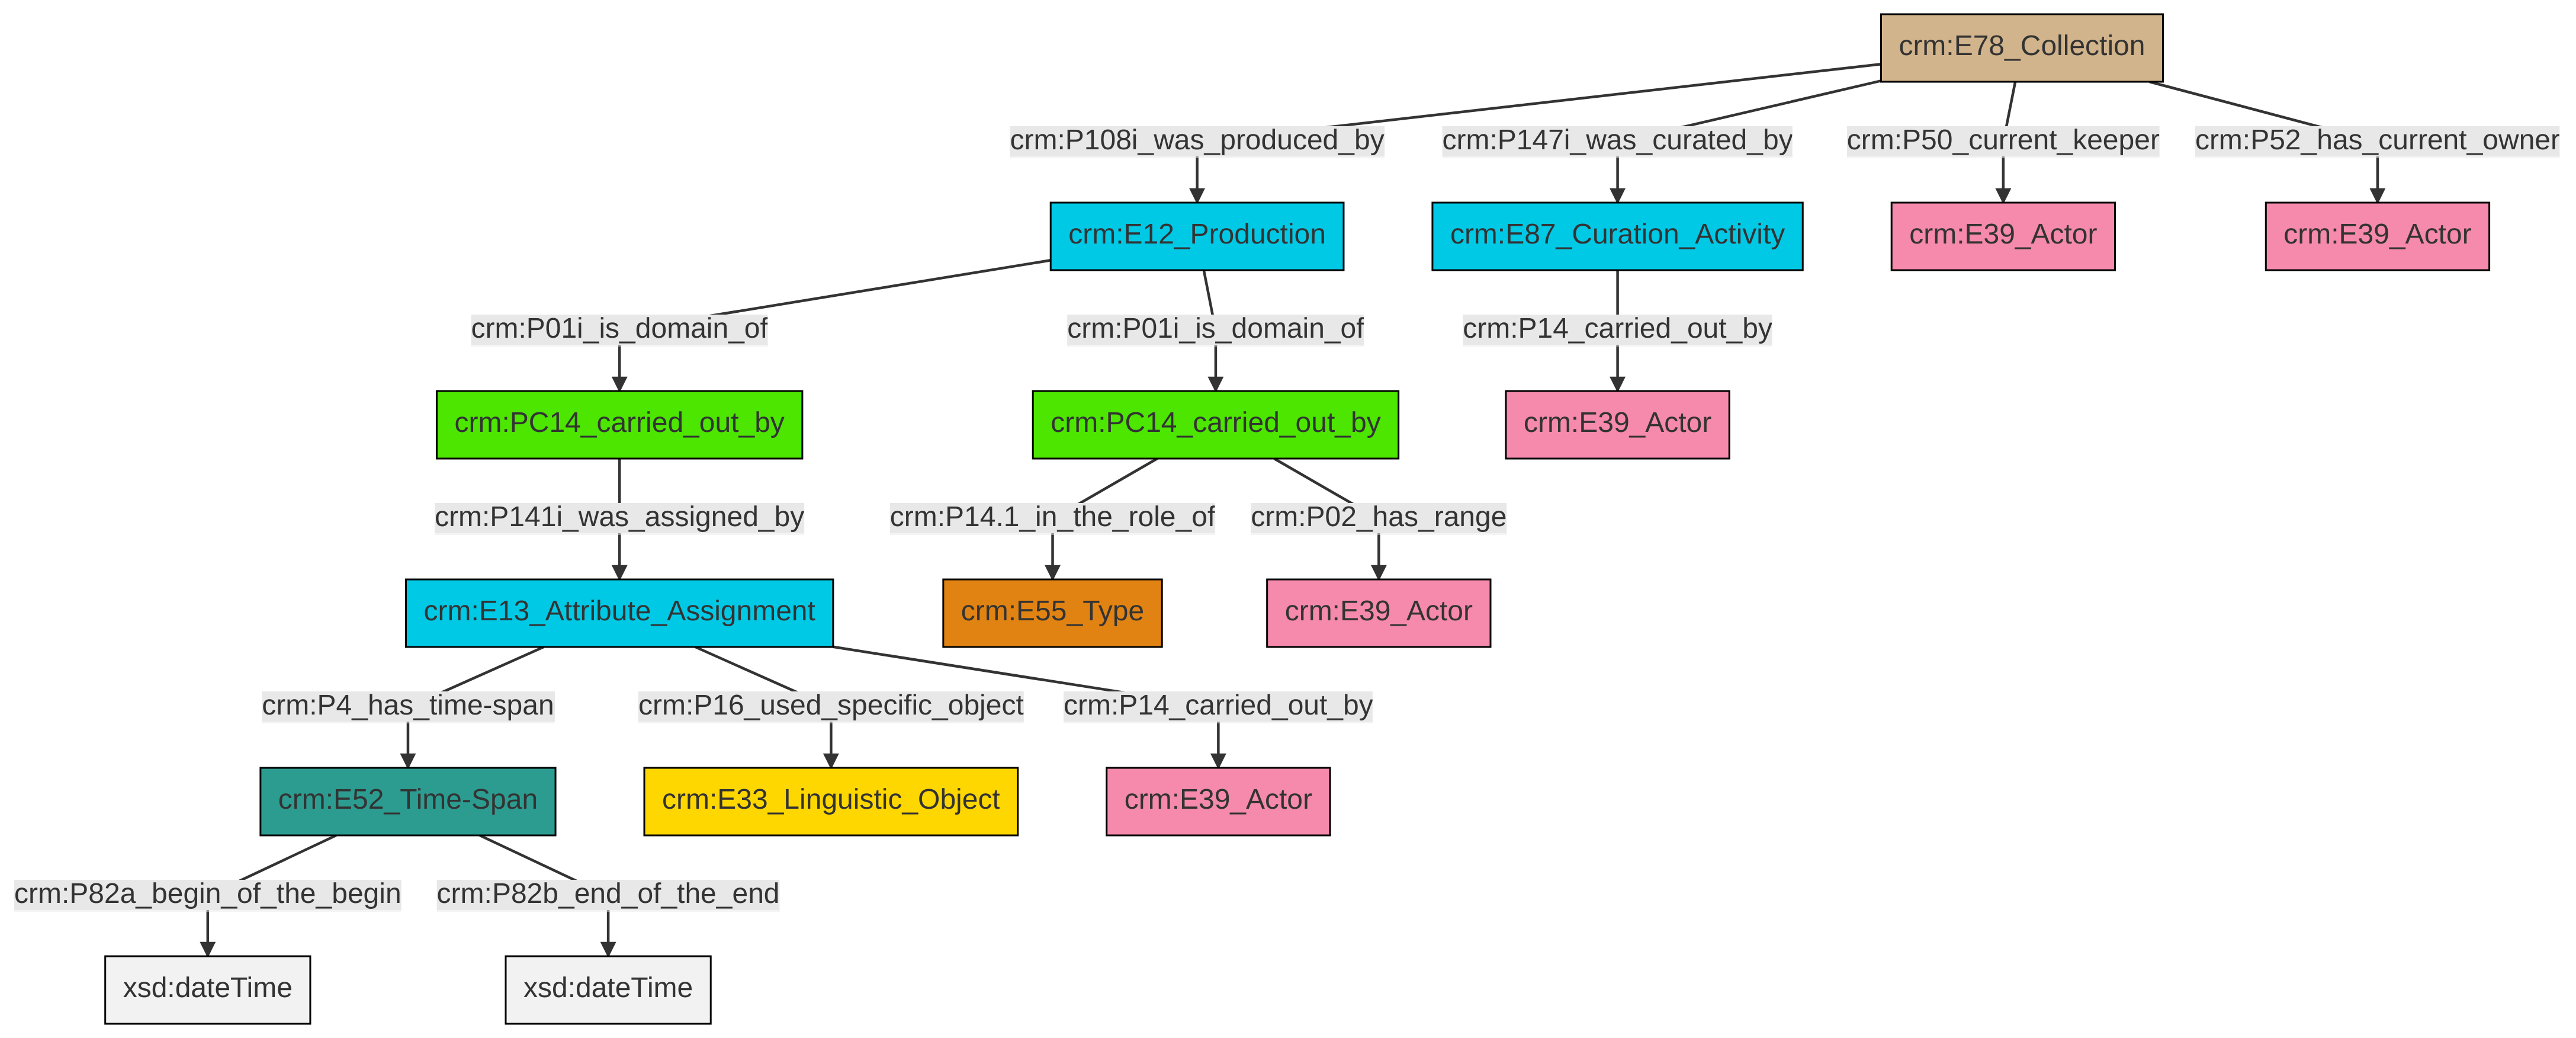 crm:E78_Collection
crm:P108i_was_produced_by
crm:P147i_was_curated_by
crm:P50_current_keeper
crm:P52_has_current_owner
crm:E12_Production
crm:E87_Curation_Activity
crm:E39_Actor
crm:E39_Actor
crm:P01i_is_domain_of
crm:P01i_is_domain_of
crm:P14_carried_out_by
crm:PC14_carried_out_by
crm:PC14_carried_out_by
crm:E39_Actor
crm:P141i_was_assigned_by
crm:P14.1_in_the_role_of
crm:P02_has_range
crm:E13_Attribute_Assignment
crm:E55_Type
crm:E39_Actor
crm:P4_has_time-span
crm:P16_used_specific_object
crm:P14_carried_out_by
crm:E52_Time-Span
crm:E33_Linguistic_Object
crm:E39_Actor
crm:P82a_begin_of_the_begin
crm:P82b_end_of_the_end
xsd:dateTime
xsd:dateTime